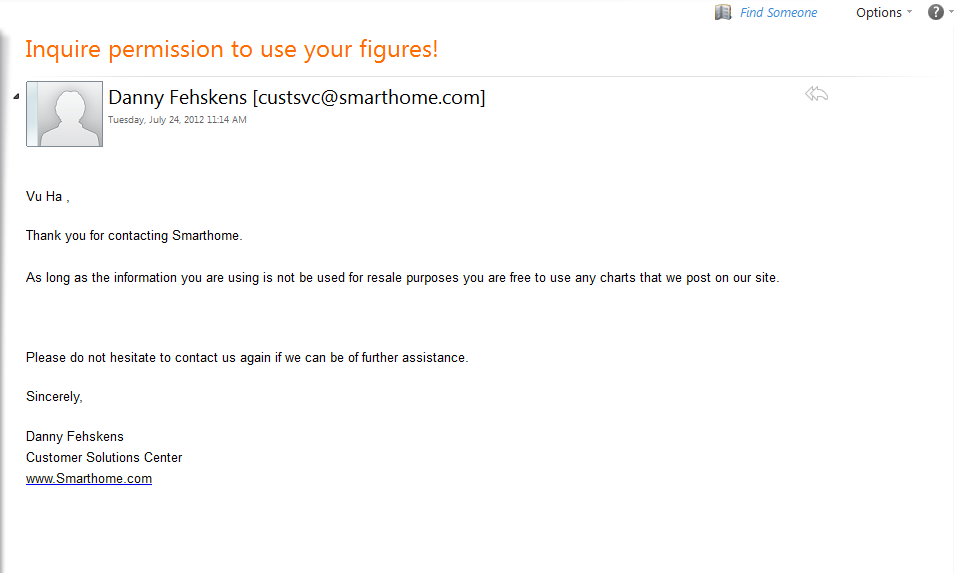 Find Someone Options ?
Inquire permission to use your figures!
Danny Fehskens [custsvc@smarthome.com]
Tuesday, July 24, 2012 11:14 AM
Vu Ha ,
Thank you for contacting Smarthome.
As long as the information you are using is not be used for resale purposes you are free to use any charts that we post on our site.
Please do not hesitate to contact us again if we can be of further assistance.
Sincerely,
Danny Fehskens
Customer Solutions Center
www.Smarthome.com